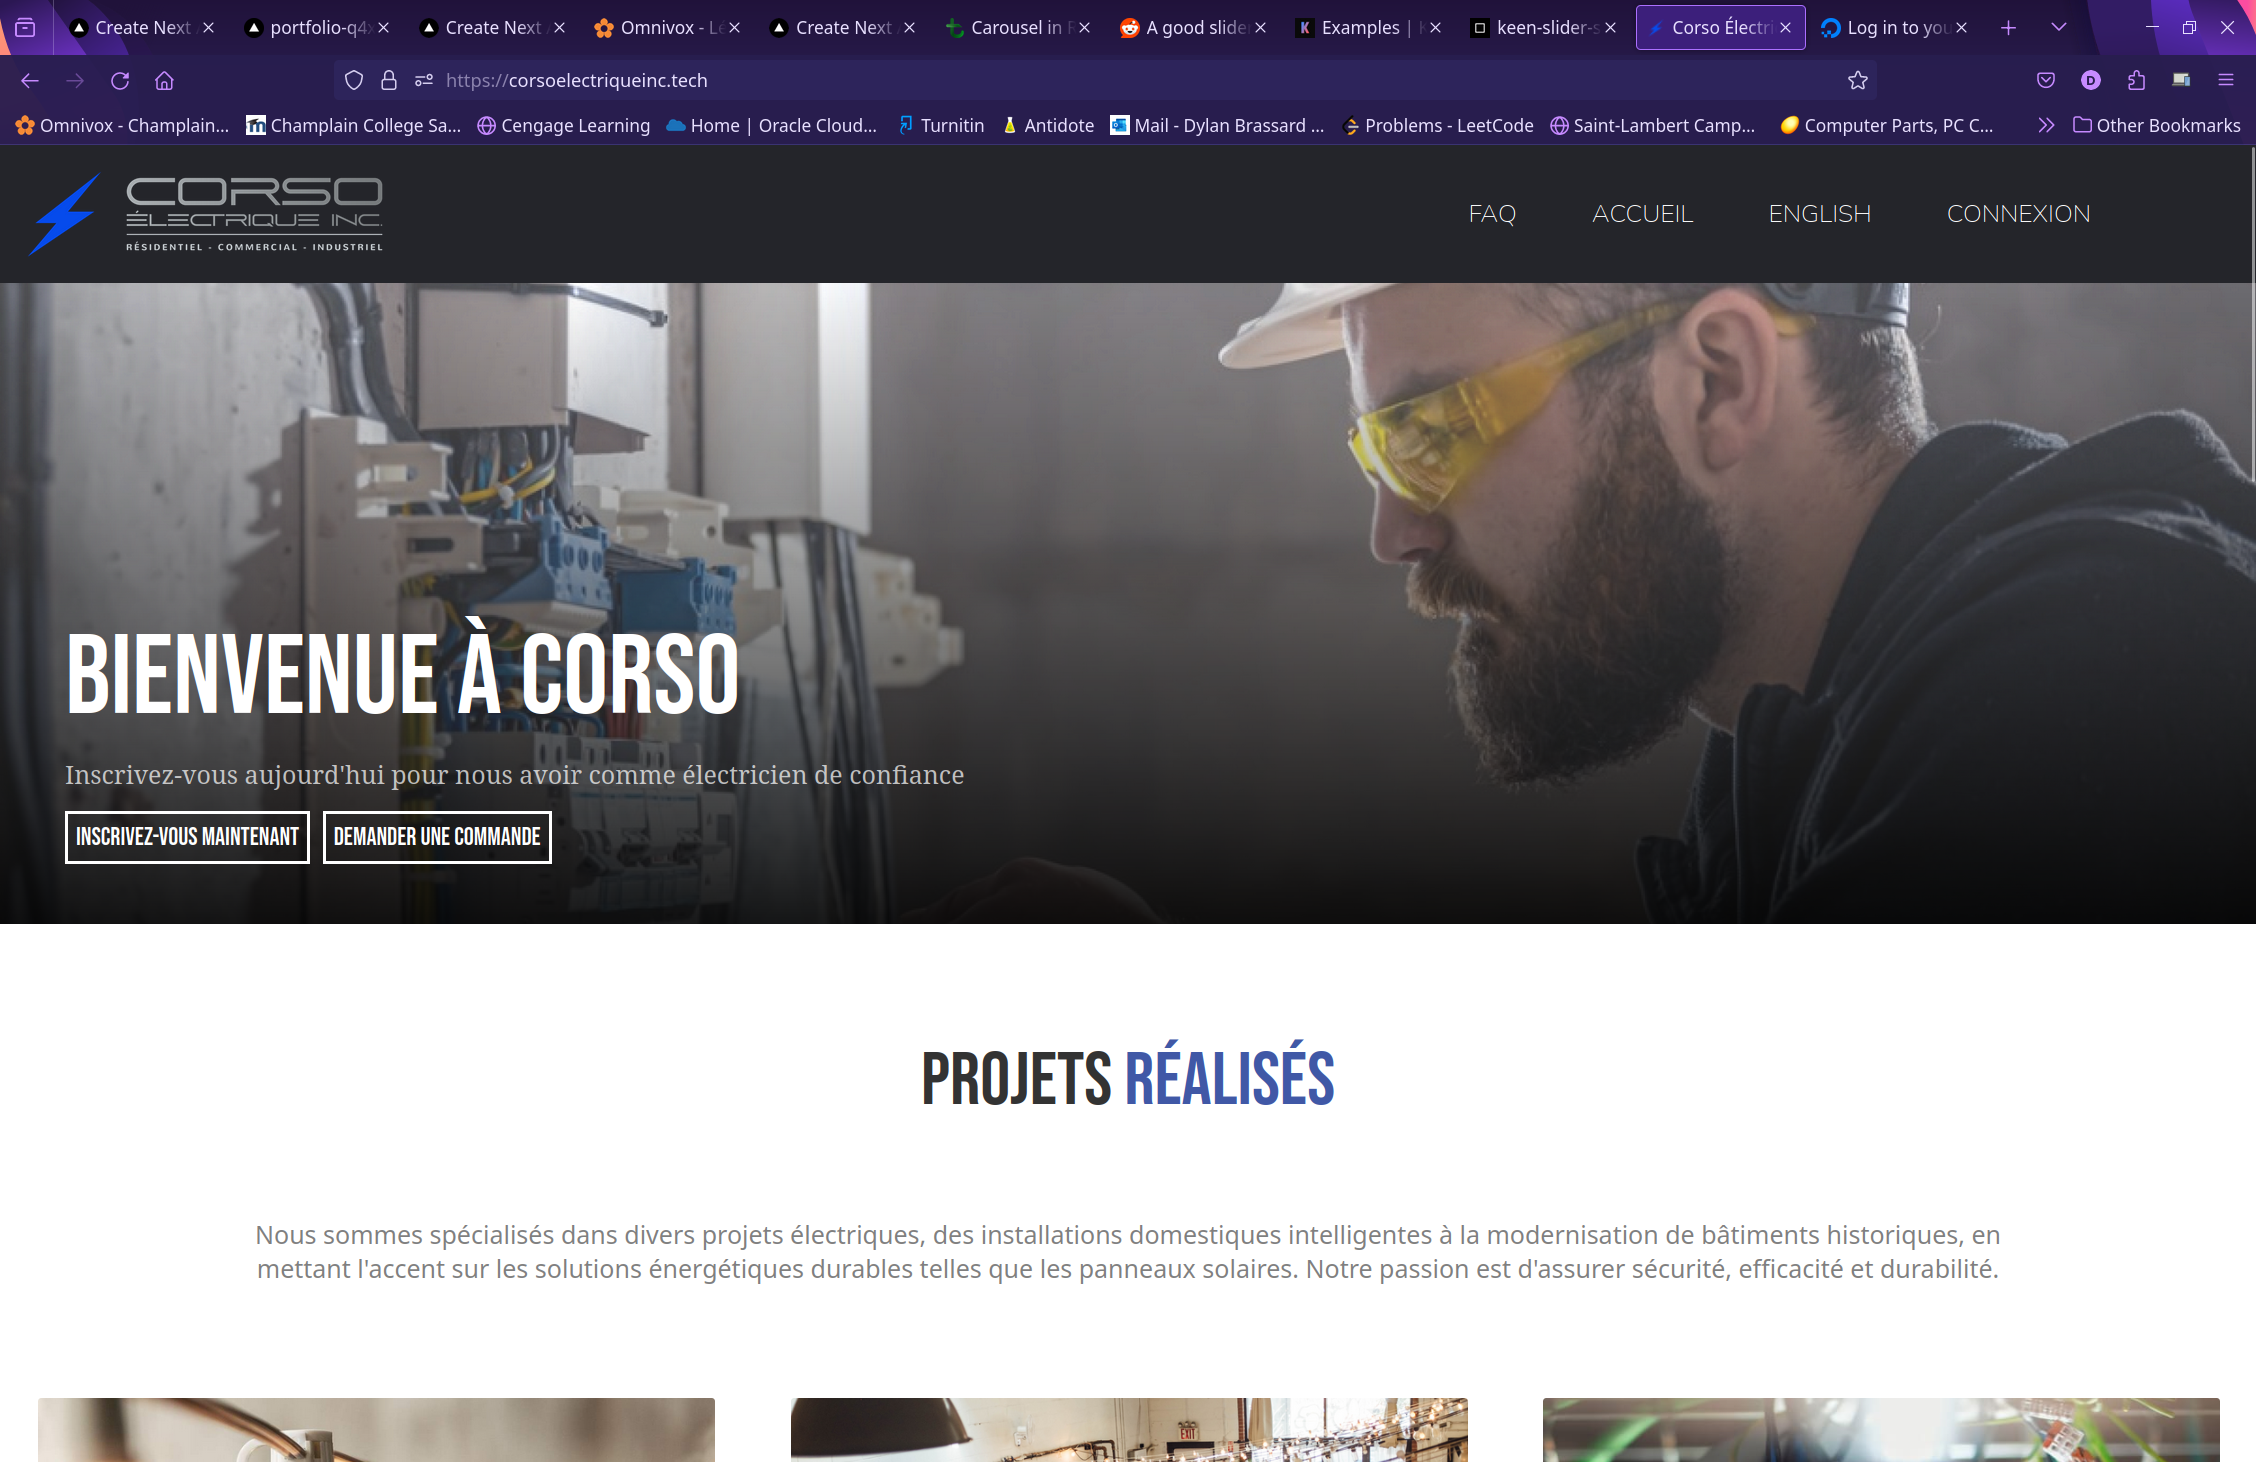 Create Next
portfolio-q4
Create Next
Omnivox - Lé
Create Next
Carousel in R
A good slider
Examples | K
keen-slider-s
Corso Électri
Log in to you
https://corsoelectriqueinc.tech
D
Omnivox - Champlain...
Champlain College Sa...
Cengage Learning
Home | Oracle Cloud...
Turnitin
Antidote
Mail - Dylan Brassard ...
Problems - LeetCode
Saint-Lambert Camp...
Computer Parts, PC C...
Other Bookmarks
CORSO
ÉLECTRIQUE INC.
RÉSIDENTIEL - COMMERCIAL - INDUSTRIEL
FAQ
ACCUEIL
ENGLISH
CONNEXION
BIENVENUE À CORSO
Inscrivez-vous aujourd'hui pour nous avoir comme électricien de confiance
INSCRIVEZ-VOUS MAINTENANT
DEMANDER UNE COMMANDE
PROJETS RÉALISÉS
Nous sommes spécialisés dans divers projets électriques, des installations domestiques intelligentes à la modernisation de bâtiments historiques, en
mettant l'accent sur les solutions énergétiques durables telles que les panneaux solaires. Notre passion est d'assurer sécurité, efficacité et durabilité.
EXIT